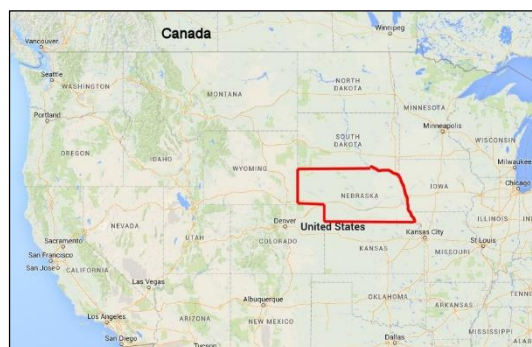 Canada
Vancouver
Winnipeg
Seattle
WASHINGTON
NORTH
DAKOTA
MONTANA
MINNESOTA
Portland
Minneapolis
SOUTH
DAKOTA
WISCONSIN
OREGON
IDAHO
WYOMING
Milwaukee
Chicago
IOWA
NEBRASKA
NEVADA
UTAH
Denver
COLORADO
United States
ILLINOIS
Kansas City
KANSAS
MISSOURI
St Louis
Sacramento
San Francisco
San Jose
CALIFORNIA
Las Vegas
Albuquerque
OKLAHOMA
ARKANSAS
Los Angeles
ARIZONA
NEW MEXICO
San Diego
Tucson
Dallas